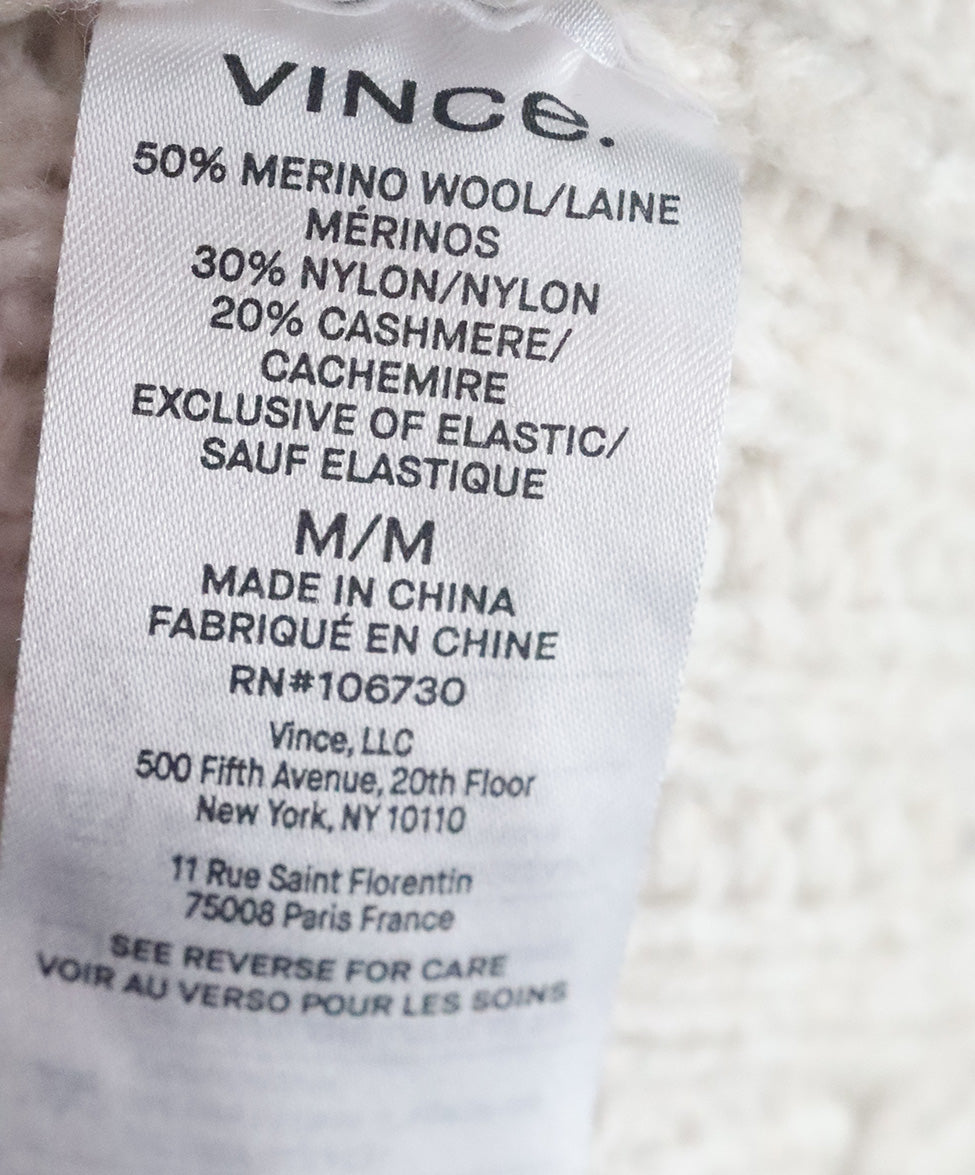 VINCe.
50% MERINO WOOL/LAINE
MÉRINOS
30% NYLON/NYLON
20% CASHMERE/
CACHEMIRE
EXCLUSIVE OF ELASTIC/
SAUF ELASTIQUE
M/M
MADE IN CHINA
FABRIQUÉ EN CHINE
RN#106730
Vince, LLC
500 Fifth Avenue, 20th Floor
New York, NY 10110
11 Rue Saint Florentin
75008 Paris France
SEE REVERSE FOR CARE
VOIR AU VERSO POUR LES SOINS